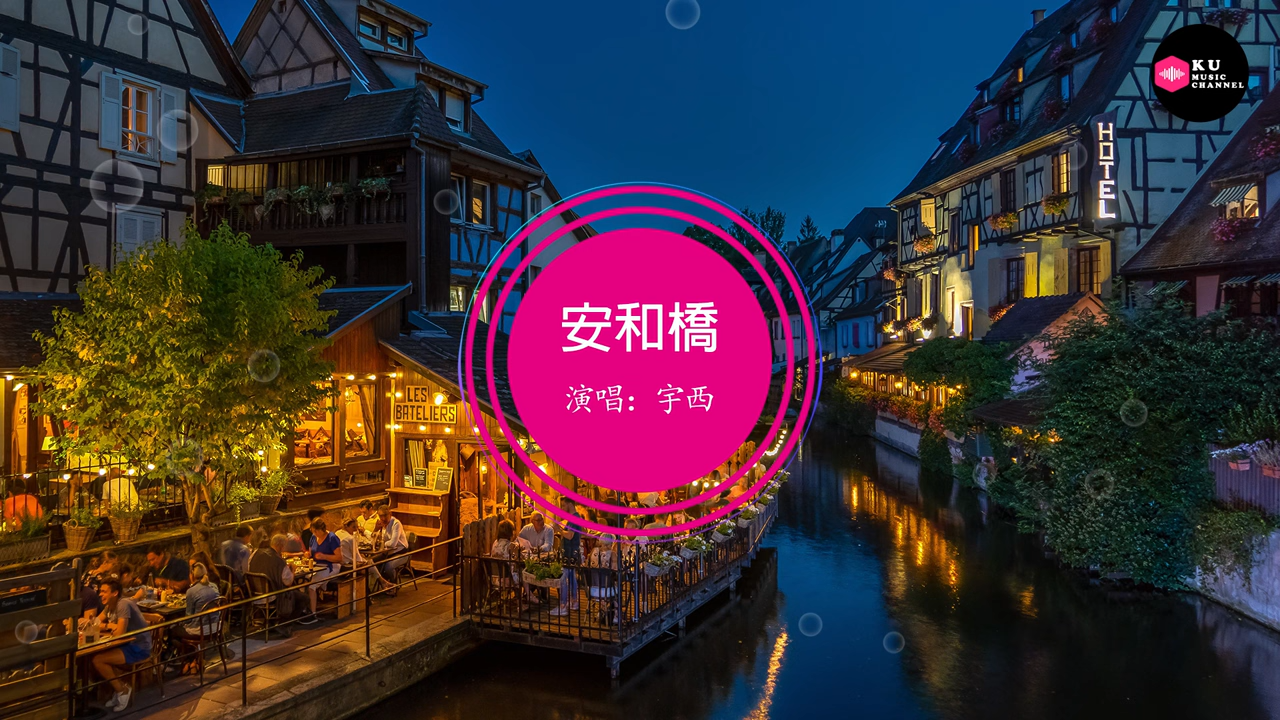 KU
MUSIC
CHANNEL
HOTEL
安和橋
演唱：宇西
LES
BATELIERS